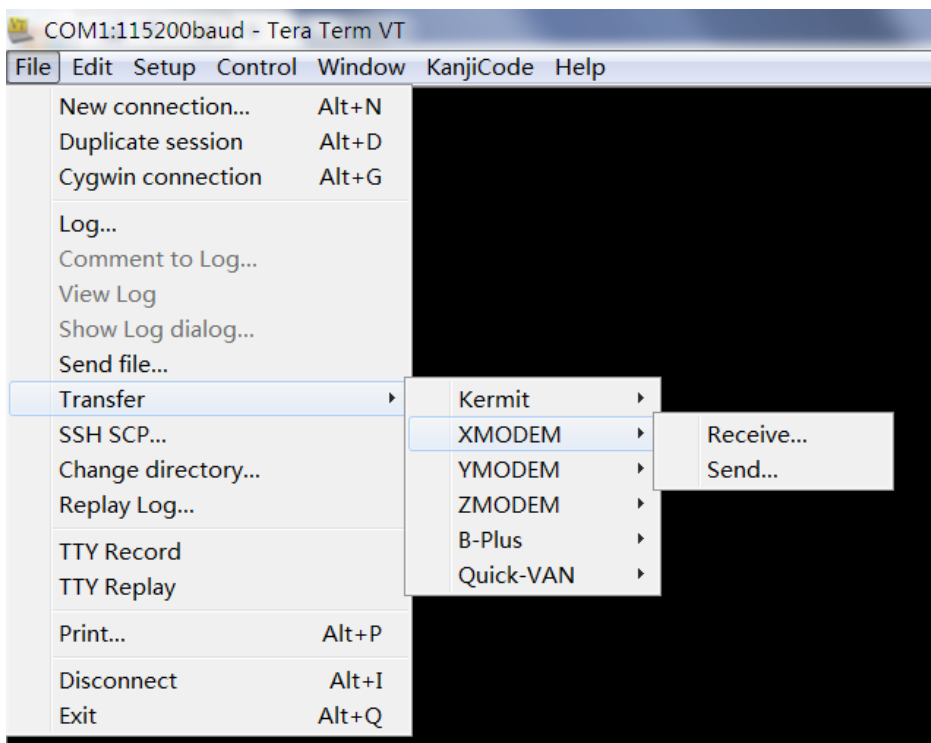 COM1:115200baud - Tera Term VT
File Edit Setup Control Window KanjiCode Help
New connection... Alt+N
Duplicate session Alt+D
Cygwin connection Alt+G
Log...
Comment to Log...
View Log
Show Log dialog...
Send file...
Transfer
SSH SCP...
Change directory...
Replay Log...
TTY Record
TTY Replay
Print... Alt+P
Disconnect Alt+I
Exit Alt+Q
Kermit
XMODEM
YMODEM
ZMODEM
B-Plus
Quick-VAN
Receive...
Send...